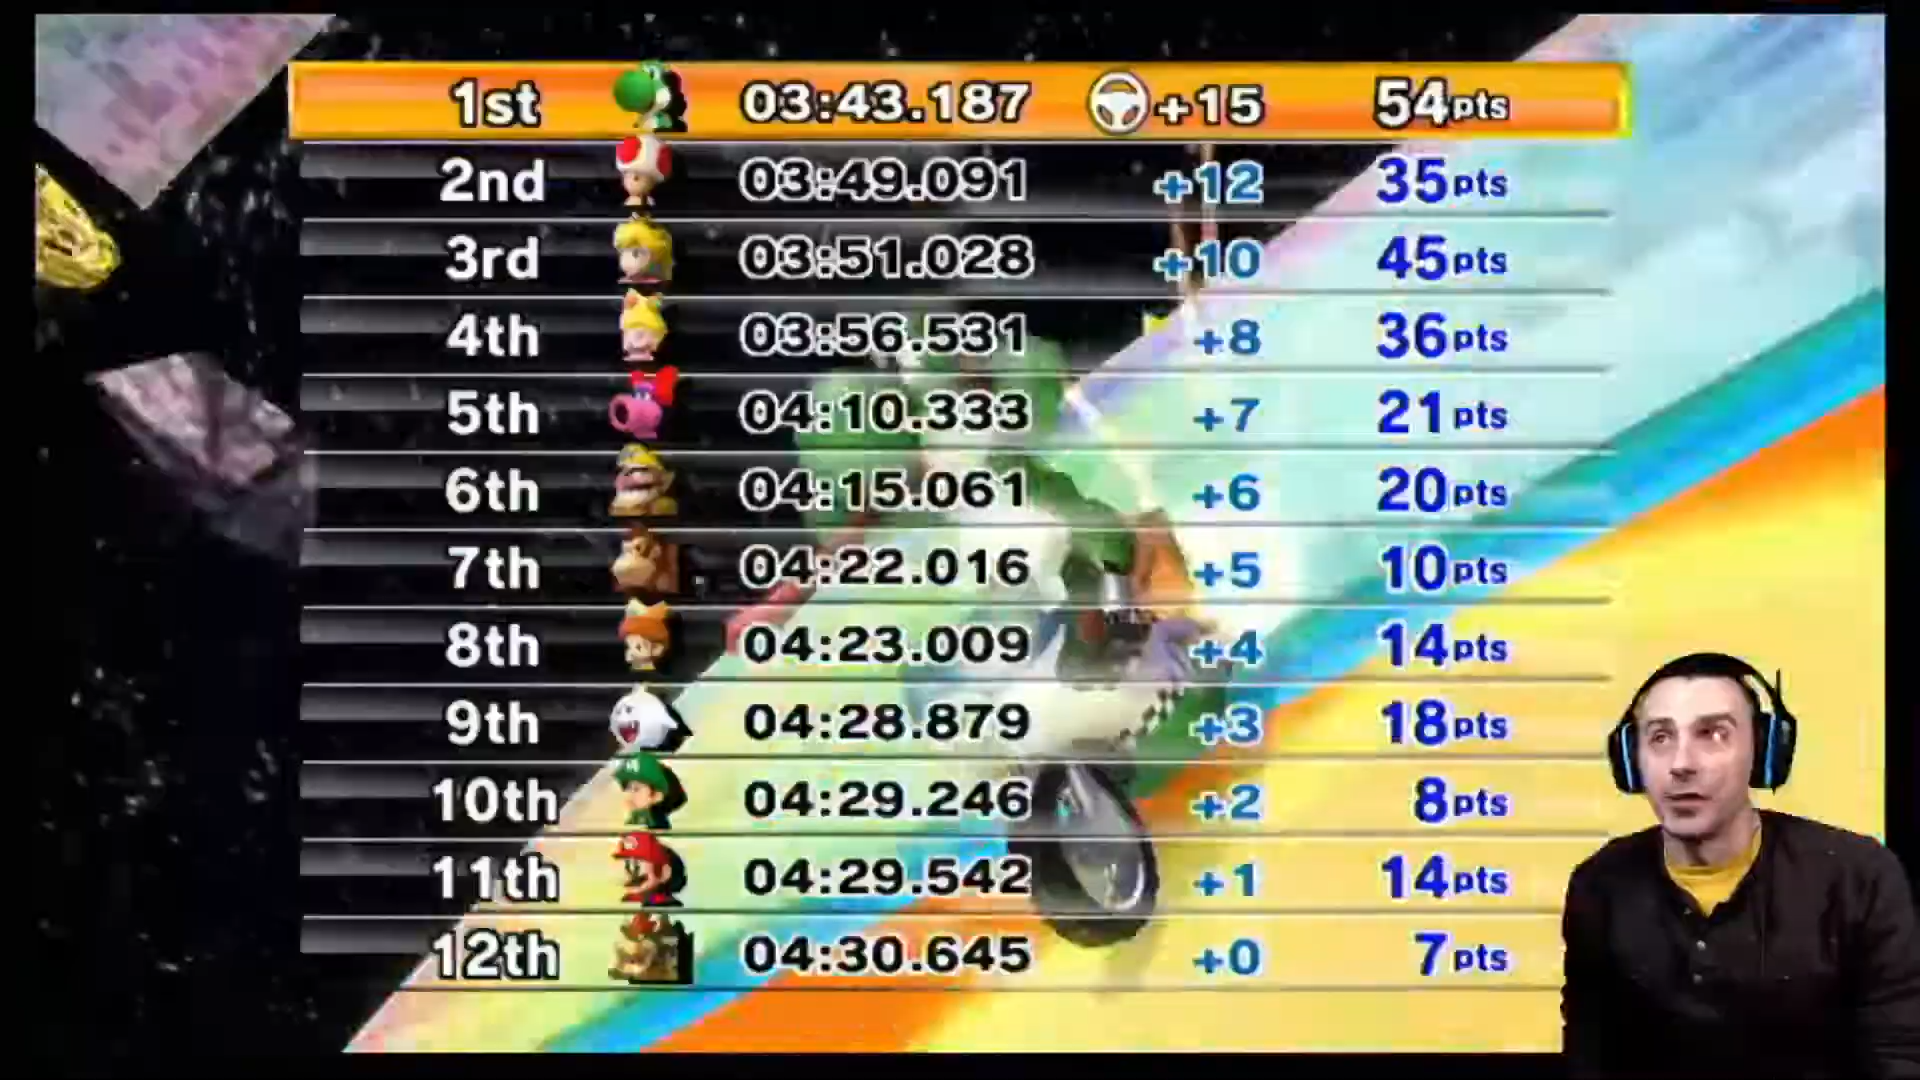 1st 03:43.187 +15 54pts
2nd 03:49.091 +12 35pts
3rd 03:51.028 +10 45pts
4th 03:56.531 +8 36pts
5th 04:10.333 +7 21pts
6th 04:15.061 +6 20pts
7th 04:22.016 +5 10pts
8th 04:23.009 +4 14pts
9th 04:28.879 +3 18pts
10th 04:29.246 +2 8pts
11th 04:29.542 +1 14pts
12th 04:30.645 +0 7pts